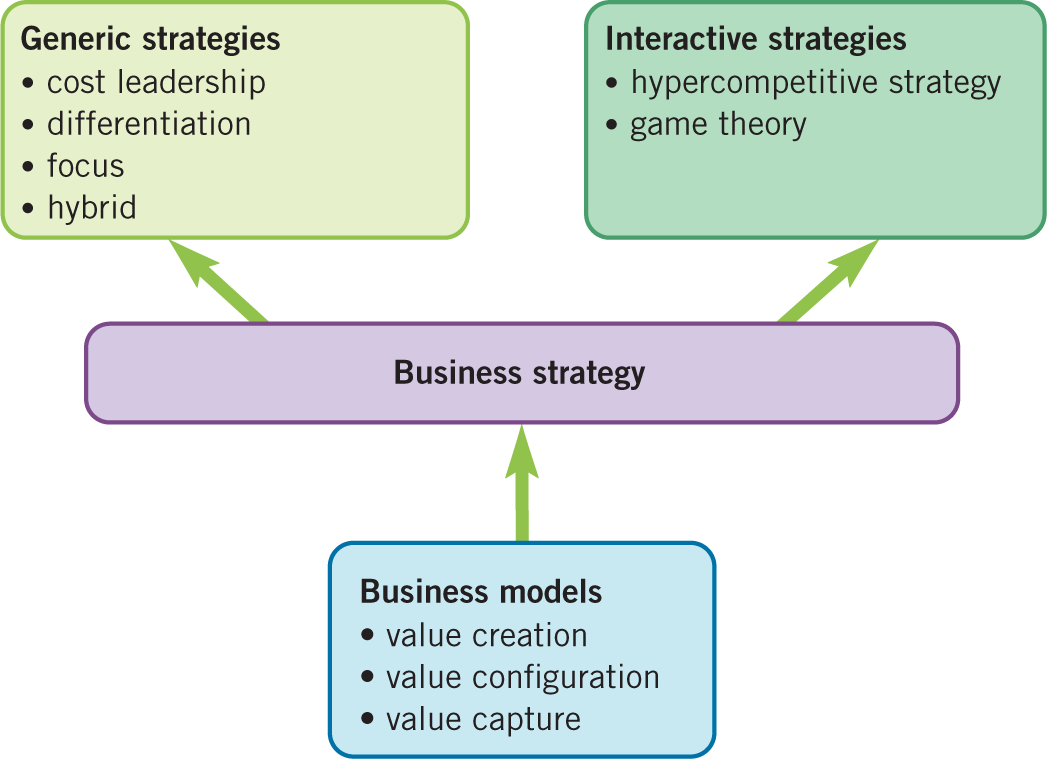 Generic strategies
• cost leadership
• differentiation
• focus
• hybrid
Interactive strategies
• hypercompetitive strategy
• game theory
Business strategy
Business models
• value creation
• value configuration
• value capture